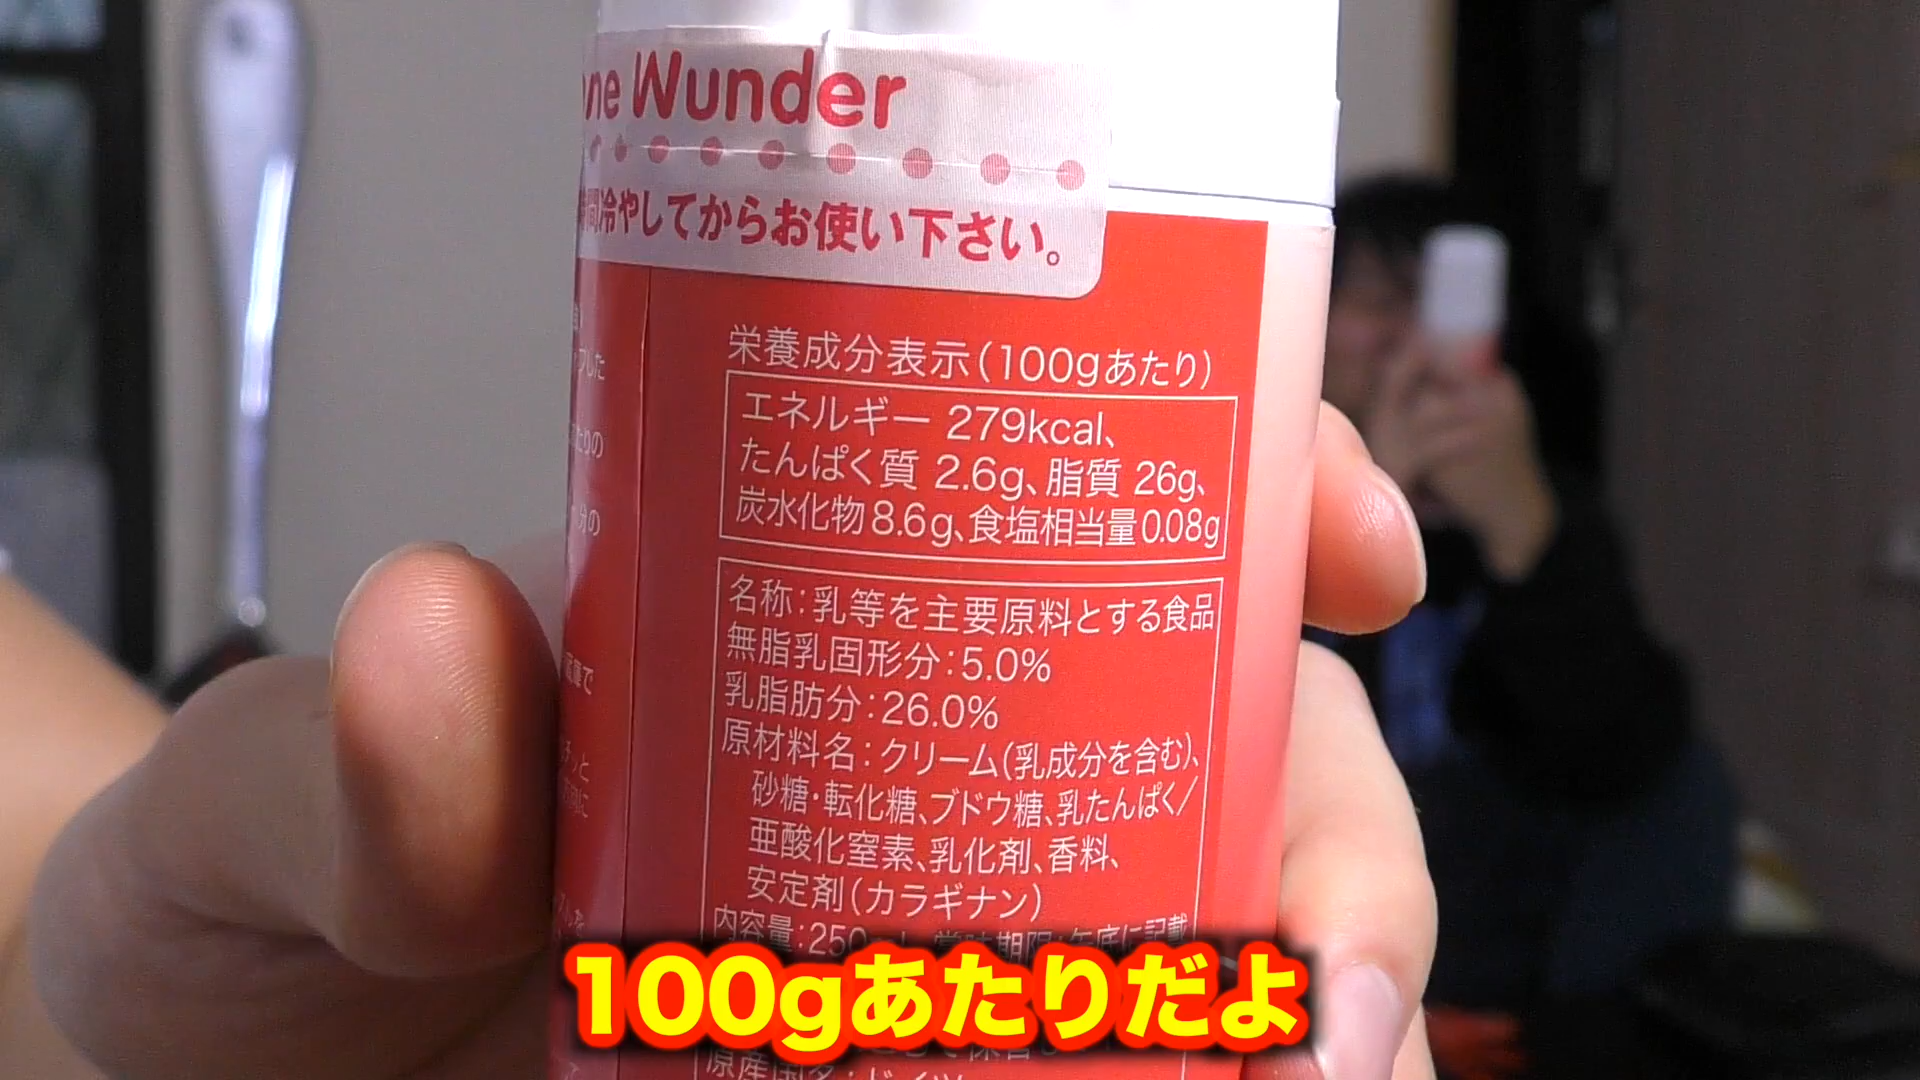 Wunder
冷やしてからお使い下さい。
栄養成分表示(100gあたり)
エネルギー 279kcal、
たんぱく質 2.6g、脂質 26g、
炭水化物8.6g、食塩相当量0.08g
名称:乳等を主要原料とする食品
無脂乳固形分:5.0%
乳脂肪分:26.0%
原材料名:クリーム(乳成分を含む)、
砂糖・転化糖、ブドウ糖、乳たんぱく/
亜酸化窒素、乳化剤、香料、
安定剤(カラギナン)
内容量:250
100gあたりだよ